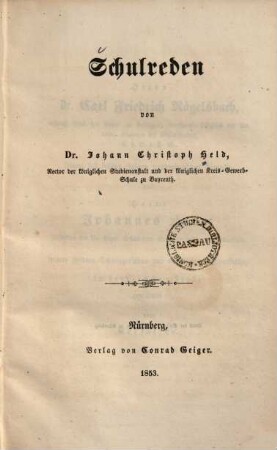 Schulreden
von
Dr. Johann Christoph Held,
Rector der königlichen Studienanstalt und der königlichen Kreis-Gewerb-
Schule zu Bayreuth.
PASSAU
Nürnberg,
Verlag von Conrad Geiger.
1853.